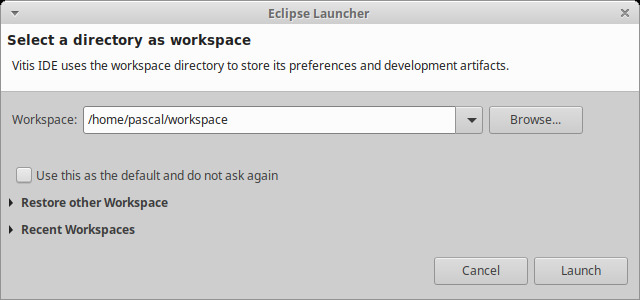 Eclipse Launcher
Select a directory as workspace
Vitis IDE uses the workspace directory to store its preferences and development artifacts.
Workspace: /home/pascal/workspace Browse...
Use this as the default and do not ask again
Restore other Workspace
Recent Workspaces
Cancel Launch